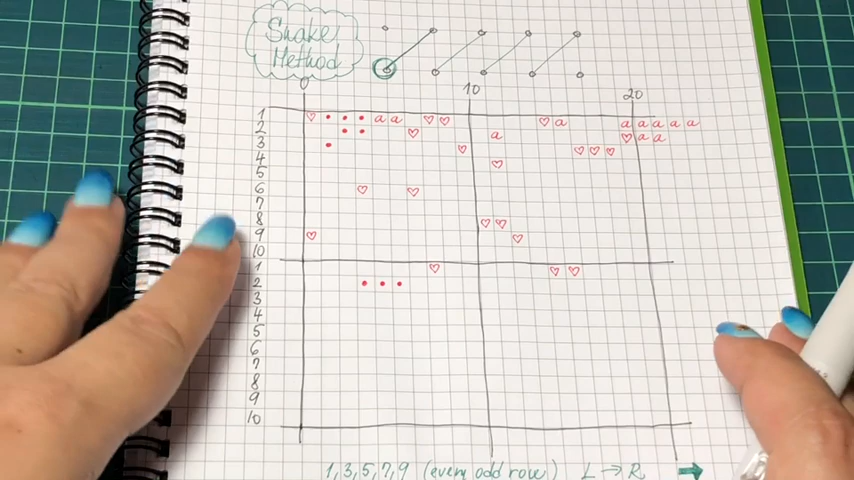 Snake
Method
0
10
20
1 ♡ • • • a a ♡ ♡ ♡ a a a a a a
2 • • ♡ a ♡ a a
3 • ♡ ♡ ♡ ♡
4 ♡
5
6 ♡ ♡
7
8 ♡ ♡
9 ♡ ♡
10
1 ♡ ♡ ♡
2 • • •
3
4
5
6
7
8
9
10
1,3,5,7,9 (every odd row) L → R →